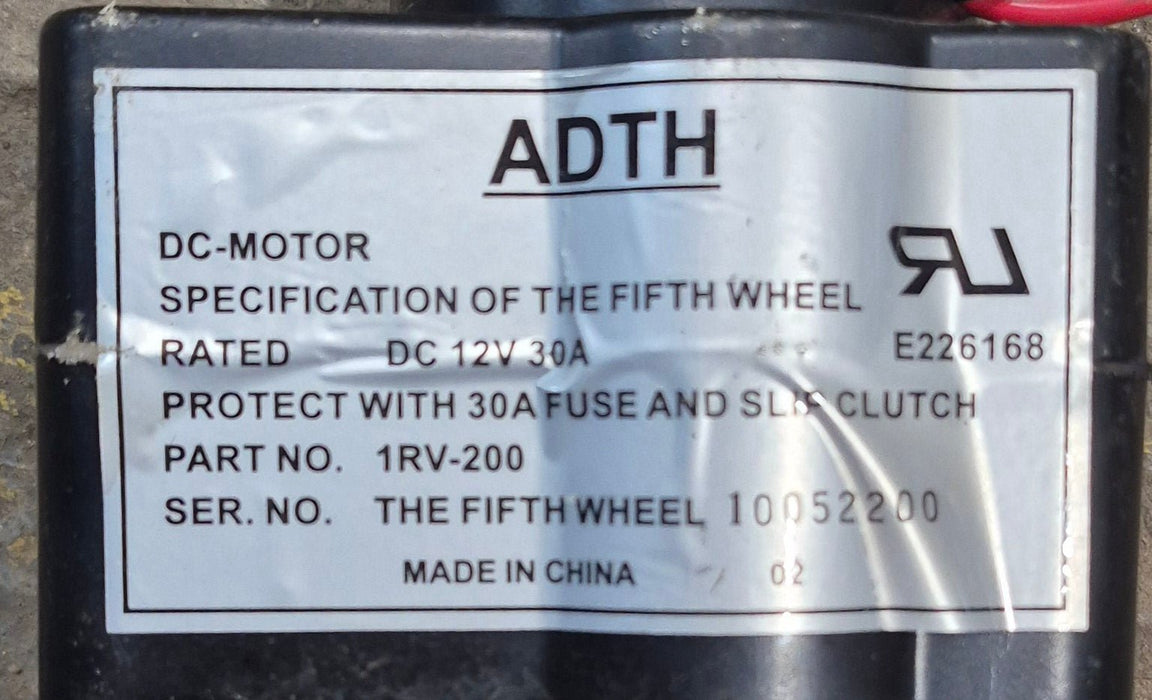 ADTH
DC-MOTOR
SPECIFICATION OF THE FIFTH WHEEL
RATED DC 12V 30A
E226168
PROTECT WITH 30A FUSE AND SLIP CLUTCH
PART NO. 1RV-200
SER. NO. THE FIFTH WHEEL 10052200
MADE IN CHINA 02